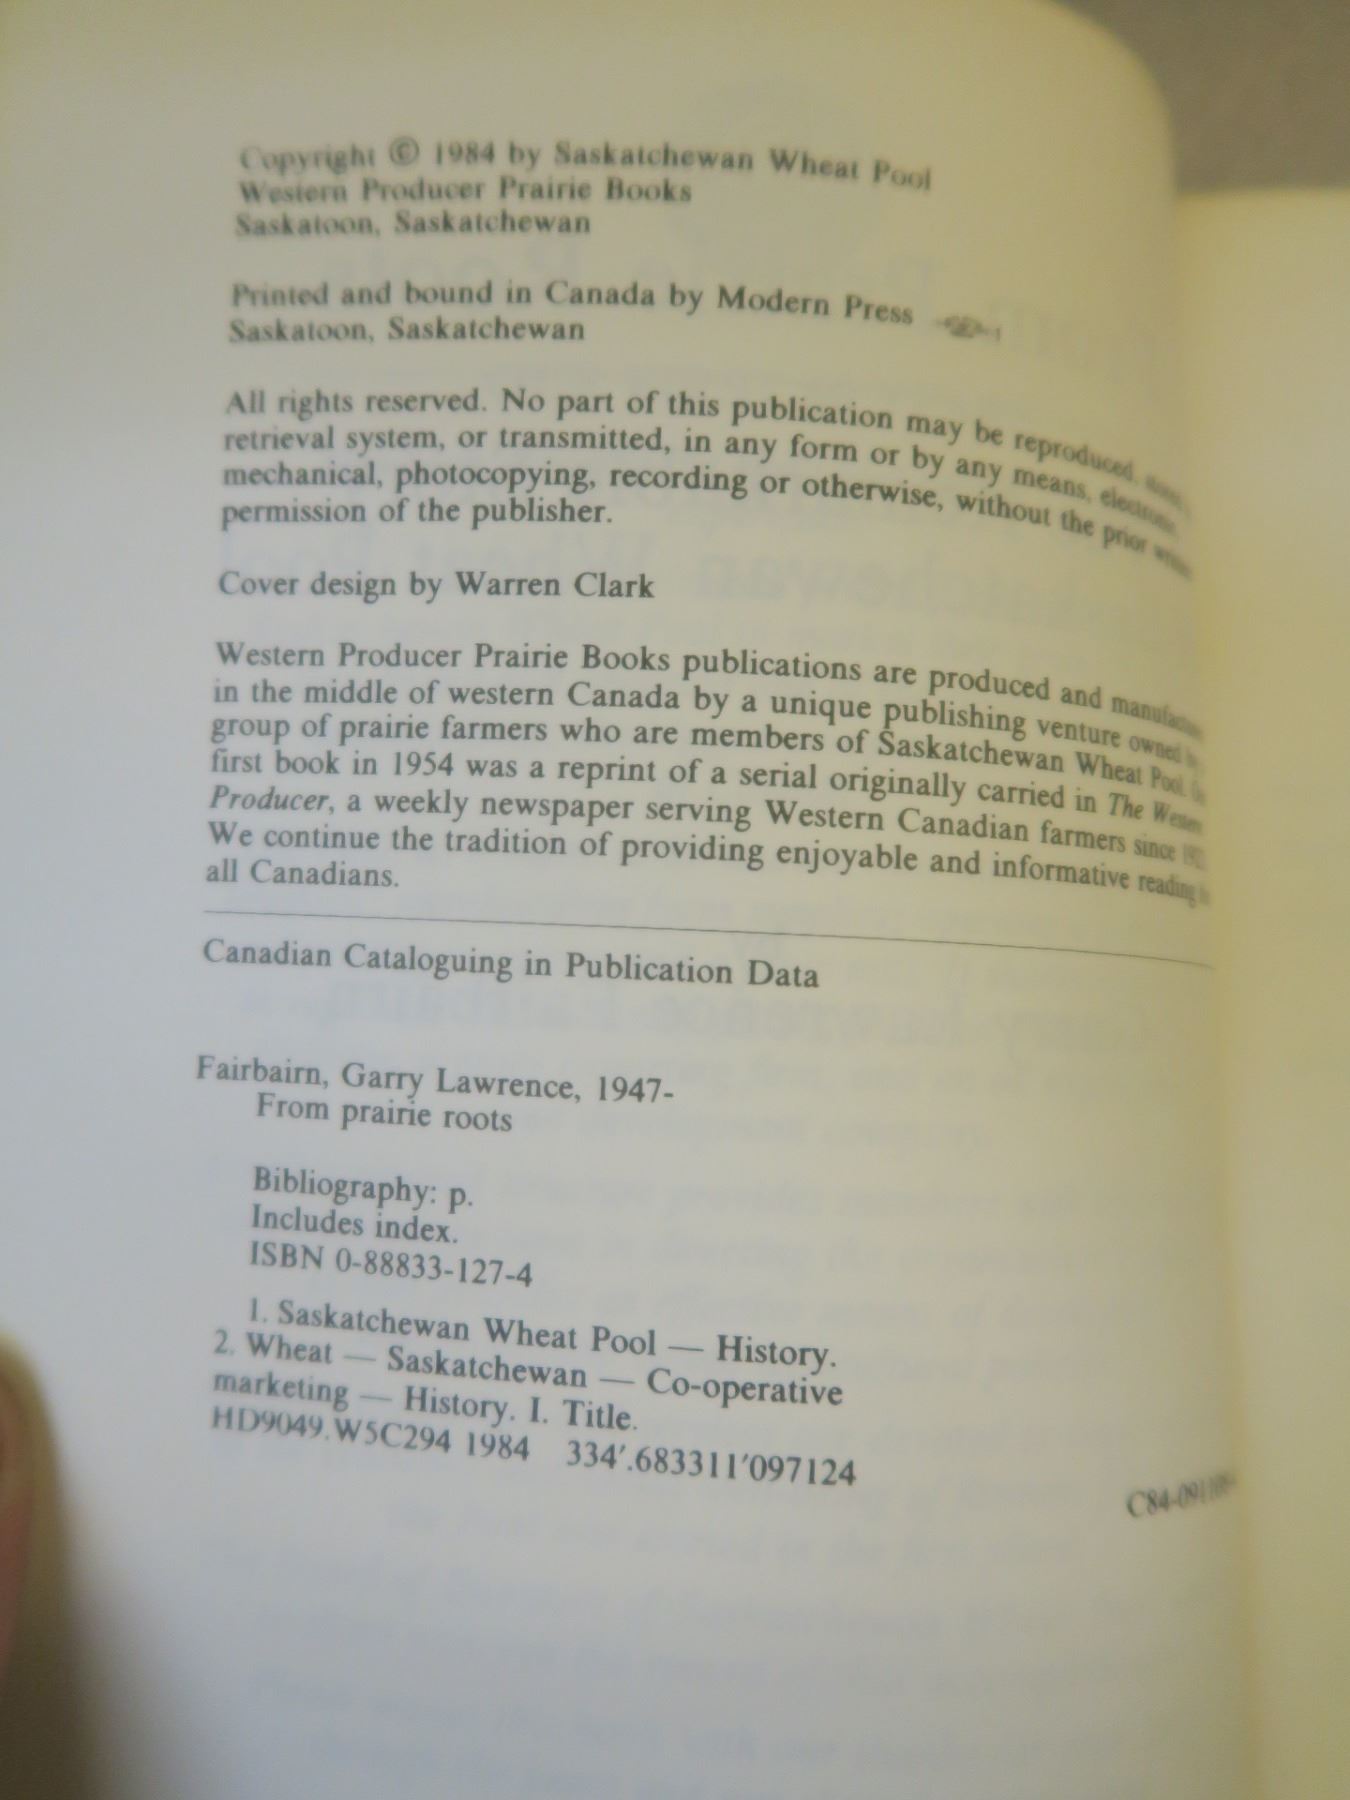 Copyright © 1984 by Saskatchewan Wheat Pool
Western Producer Prairie Books
Saskatoon, Saskatchewan
Printed and bound in Canada by Modern Press
Saskatoon, Saskatchewan
All rights reserved. No part of this publication may be reproduced, stored
retrieval system, or transmitted, in any form or by any means, electronic,
mechanical, photocopying, recording or otherwise, without the prior written
permission of the publisher.
Cover design by Warren Clark
Western Producer Prairie Books publications are produced and manufactured
in the middle of western Canada by a unique publishing venture owned
group of prairie farmers who are members of Saskatchewan Wheat Pool.
first book in 1954 was a reprint of a serial originally carried in The Western
Producer, a weekly newspaper serving Western Canadian farmers since
We continue the tradition of providing enjoyable and informative reading
all Canadians.
Canadian Cataloguing in Publication Data
Fairbairn, Garry Lawrence, 1947-
From prairie roots
Bibliography: p.
Includes index.
ISBN 0-88833-127-4
1. Saskatchewan Wheat Pool — History.
2. Wheat — Saskatchewan — Co-operative
marketing — History. I. Title.
HD9049.W5C294 1984 334′.683311′097124